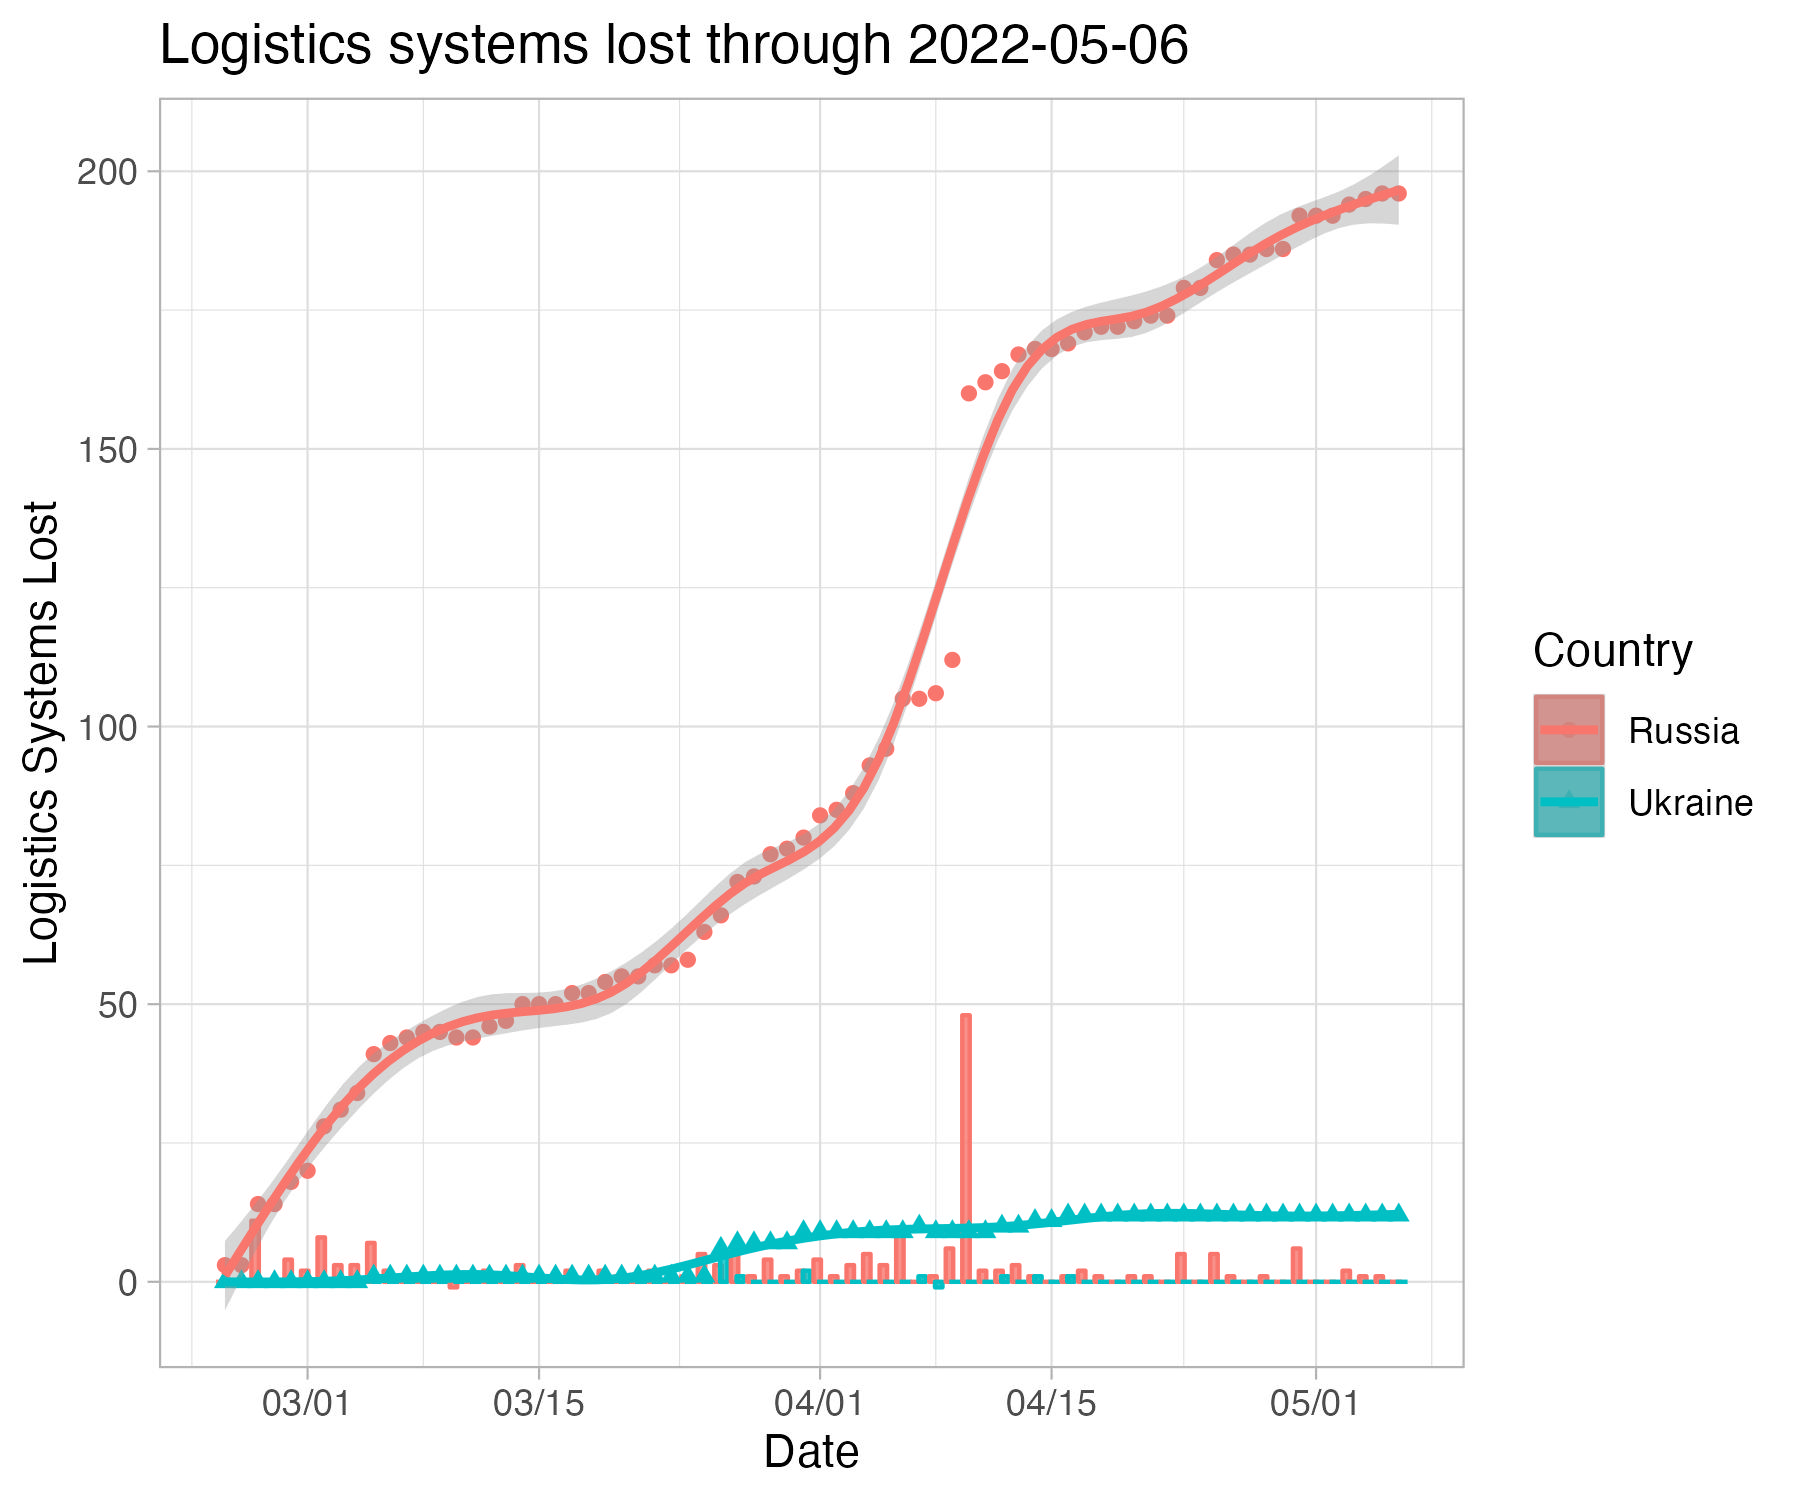 Logistics systems lost through 2022-05-06
Logistics Systems Lost
200
150
100
50
0
03/01 03/15 04/01 04/15 05/01
Date
Country
Russia
Ukraine